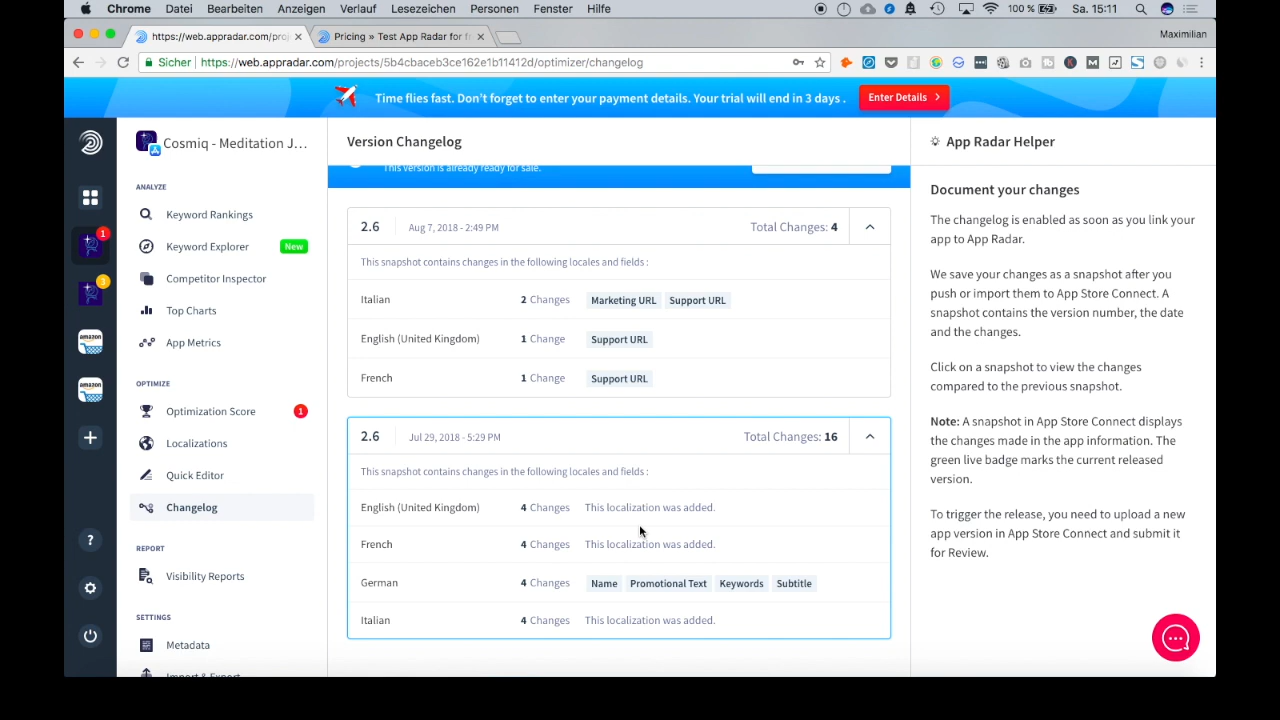 Chrome Datei Bearbeiten Anzeigen Verlauf Lesezeichen Personen Fenster Hilfe 100 % Sa. 15:11
https://web.appradar.com/proj Pricing » Test App Radar for fr Maximilian
Sicher | https://web.appradar.com/projects/5b4cbaceb3ce162e1b11412d/optimizer/changelog
Time flies fast. Don't forget to enter your payment details. Your trial will end in 3 days . Enter Details
Cosmiq - Meditation J...
ANALYZE
Keyword Rankings
Keyword Explorer New
Competitor Inspector
Top Charts
App Metrics
OPTIMIZE
Optimization Score 1
Localizations
Quick Editor
Changelog
REPORT
Visibility Reports
SETTINGS
Metadata
Import & Export
1
3
amazon
amazon
Version Changelog
This version is already ready for sale.
2.6 Aug 7, 2018 - 2:49 PM Total Changes: 4
This snapshot contains changes in the following locales and fields :
Italian 2 Changes Marketing URL Support URL
English (United Kingdom) 1 Change Support URL
French 1 Change Support URL
2.6 Jul 29, 2018 - 5:29 PM Total Changes: 16
This snapshot contains changes in the following locales and fields :
English (United Kingdom) 4 Changes This localization was added.
French 4 Changes This localization was added.
German 4 Changes Name Promotional Text Keywords Subtitle
Italian 4 Changes This localization was added.
App Radar Helper
Document your changes
The changelog is enabled as soon as you link your
app to App Radar.
We save your changes as a snapshot after you
push or import them to App Store Connect. A
snapshot contains the version number, the date
and the changes.
Click on a snapshot to view the changes
compared to the previous snapshot.
Note: A snapshot in App Store Connect displays
the changes made in the app information. The
green live badge marks the current released
version.
To trigger the release, you need to upload a new
app version in App Store Connect and submit it
for Review.